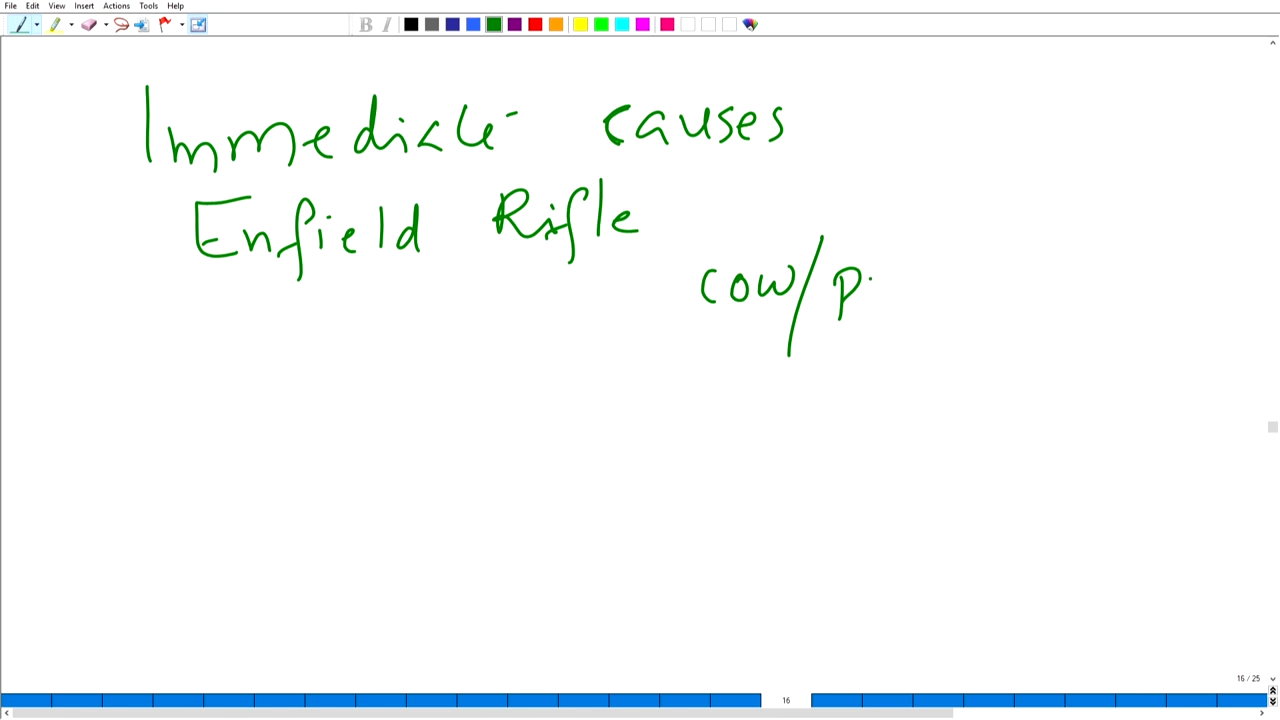 File Edit View Insert Actions Tools Help
B I
Immediate causes
Enfield Rifle
cow/p
16 / 25
16